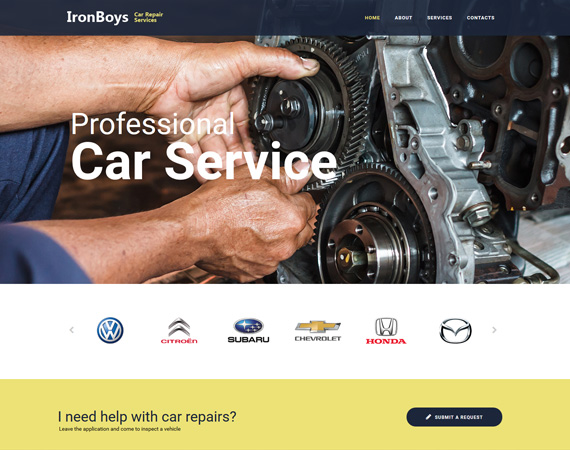 IronBoys
Car Repair
Services
HOME ABOUT SERVICES CONTACTS
Professional
Car Service
CITROËN
SUBARU
CHEVROLET
HONDA
I need help with car repairs?
Leave the application and come to inspect a vehicle
SUBMIT A REQUEST